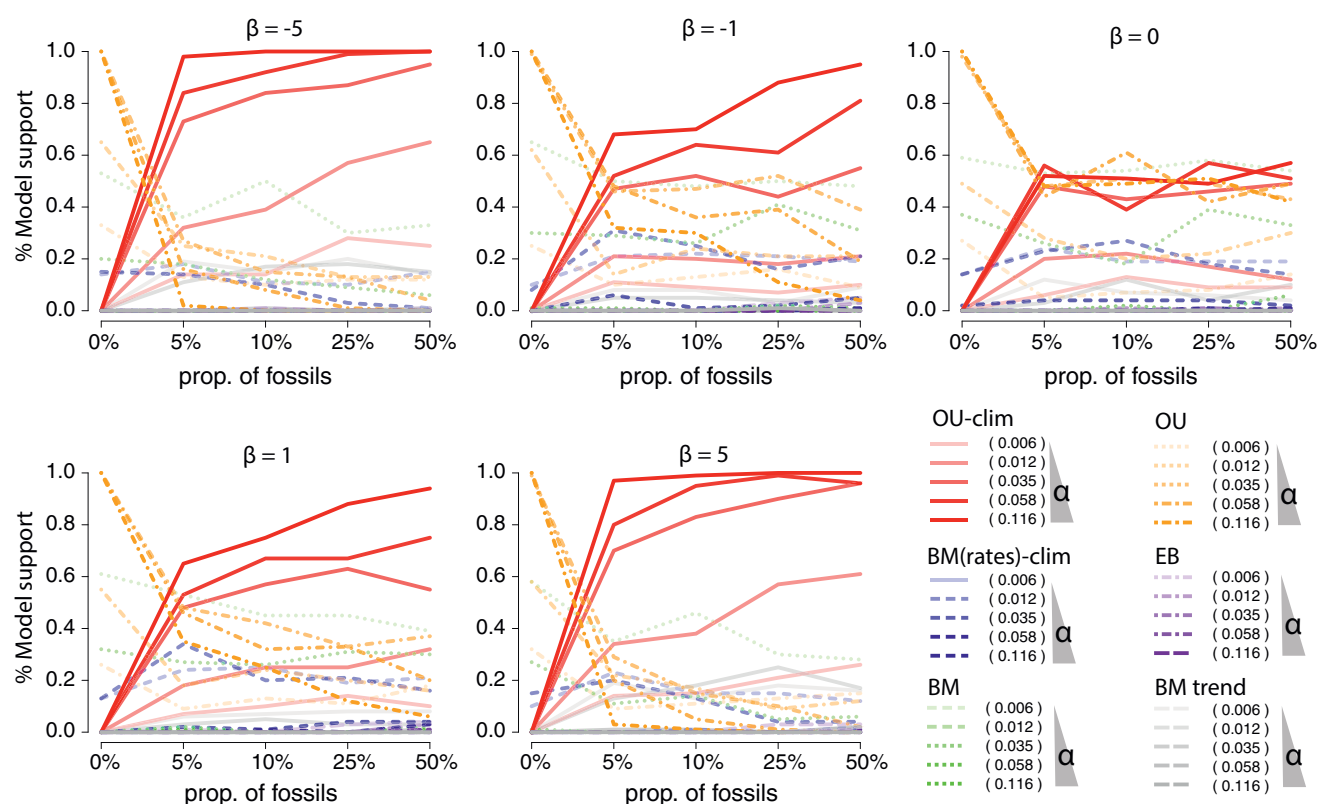 β = -5
% Model support
1.0
0.8
0.6
0.4
0.2
0.0
0% 5% 10% 25% 50%
prop. of fossils
β = -1
1.0
0.8
0.6
0.4
0.2
0.0
0% 5% 10% 25% 50%
prop. of fossils
β = 0
1.0
0.8
0.6
0.4
0.2
0.0
0% 5% 10% 25% 50%
prop. of fossils
β = 1
% Model support
1.0
0.8
0.6
0.4
0.2
0.0
0% 5% 10% 25% 50%
prop. of fossils
β = 5
1.0
0.8
0.6
0.4
0.2
0.0
0% 5% 10% 25% 50%
prop. of fossils
OU-clim
( 0.006)
( 0.012)
( 0.035)
( 0.058)
( 0.116)
α
OU
( 0.006)
( 0.012)
( 0.035)
( 0.058)
( 0.116)
α
BM(rates)-clim
( 0.006)
( 0.012)
( 0.035)
( 0.058)
( 0.116)
α
EB
( 0.006)
( 0.012)
( 0.035)
( 0.058)
( 0.116)
α
BM
( 0.006)
( 0.012)
( 0.035)
( 0.058)
( 0.116)
α
BM trend
( 0.006)
( 0.012)
( 0.035)
( 0.058)
( 0.116)
α